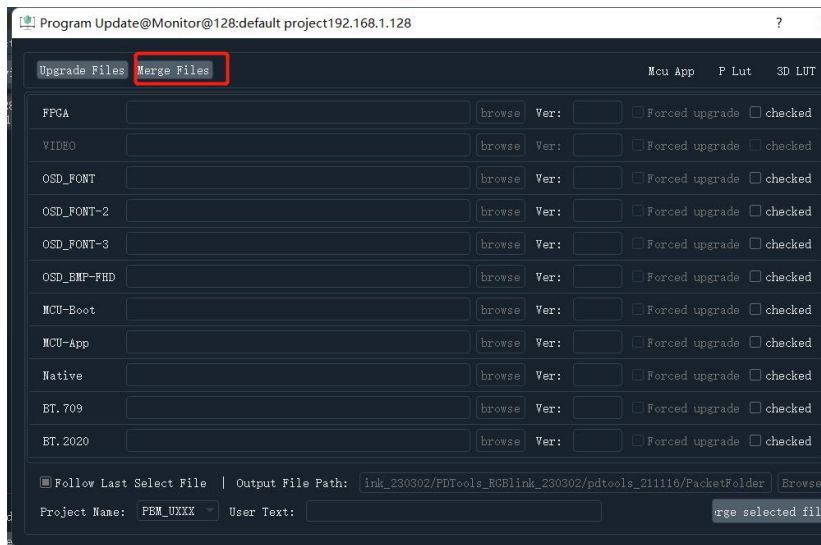 Program Update@Monitor@128:default project192.168.1.128 ?
Upgrade Files Merge Files Mcu App P Lut 3D LUT
FPGA browse Ver: Forced upgrade checked
VIDEO browse Ver: Forced upgrade checked
OSD_FONT browse Ver: Forced upgrade checked
OSD_FONT-2 browse Ver: Forced upgrade checked
OSD_FONT-3 browse Ver: Forced upgrade checked
OSD_BMP-FHD browse Ver: Forced upgrade checked
MCU-Boot browse Ver: Forced upgrade checked
MCU-App browse Ver: Forced upgrade checked
Native browse Ver: Forced upgrade checked
BT.709 browse Ver: Forced upgrade checked
BT.2020 browse Ver: Forced upgrade checked
Follow Last Select File | Output File Path: ink_230302/PDTools_RGBlink_230302/pdtools_211116/PacketFolder Browse
Project Name: PBM_UXXX User Text: rge selected fil